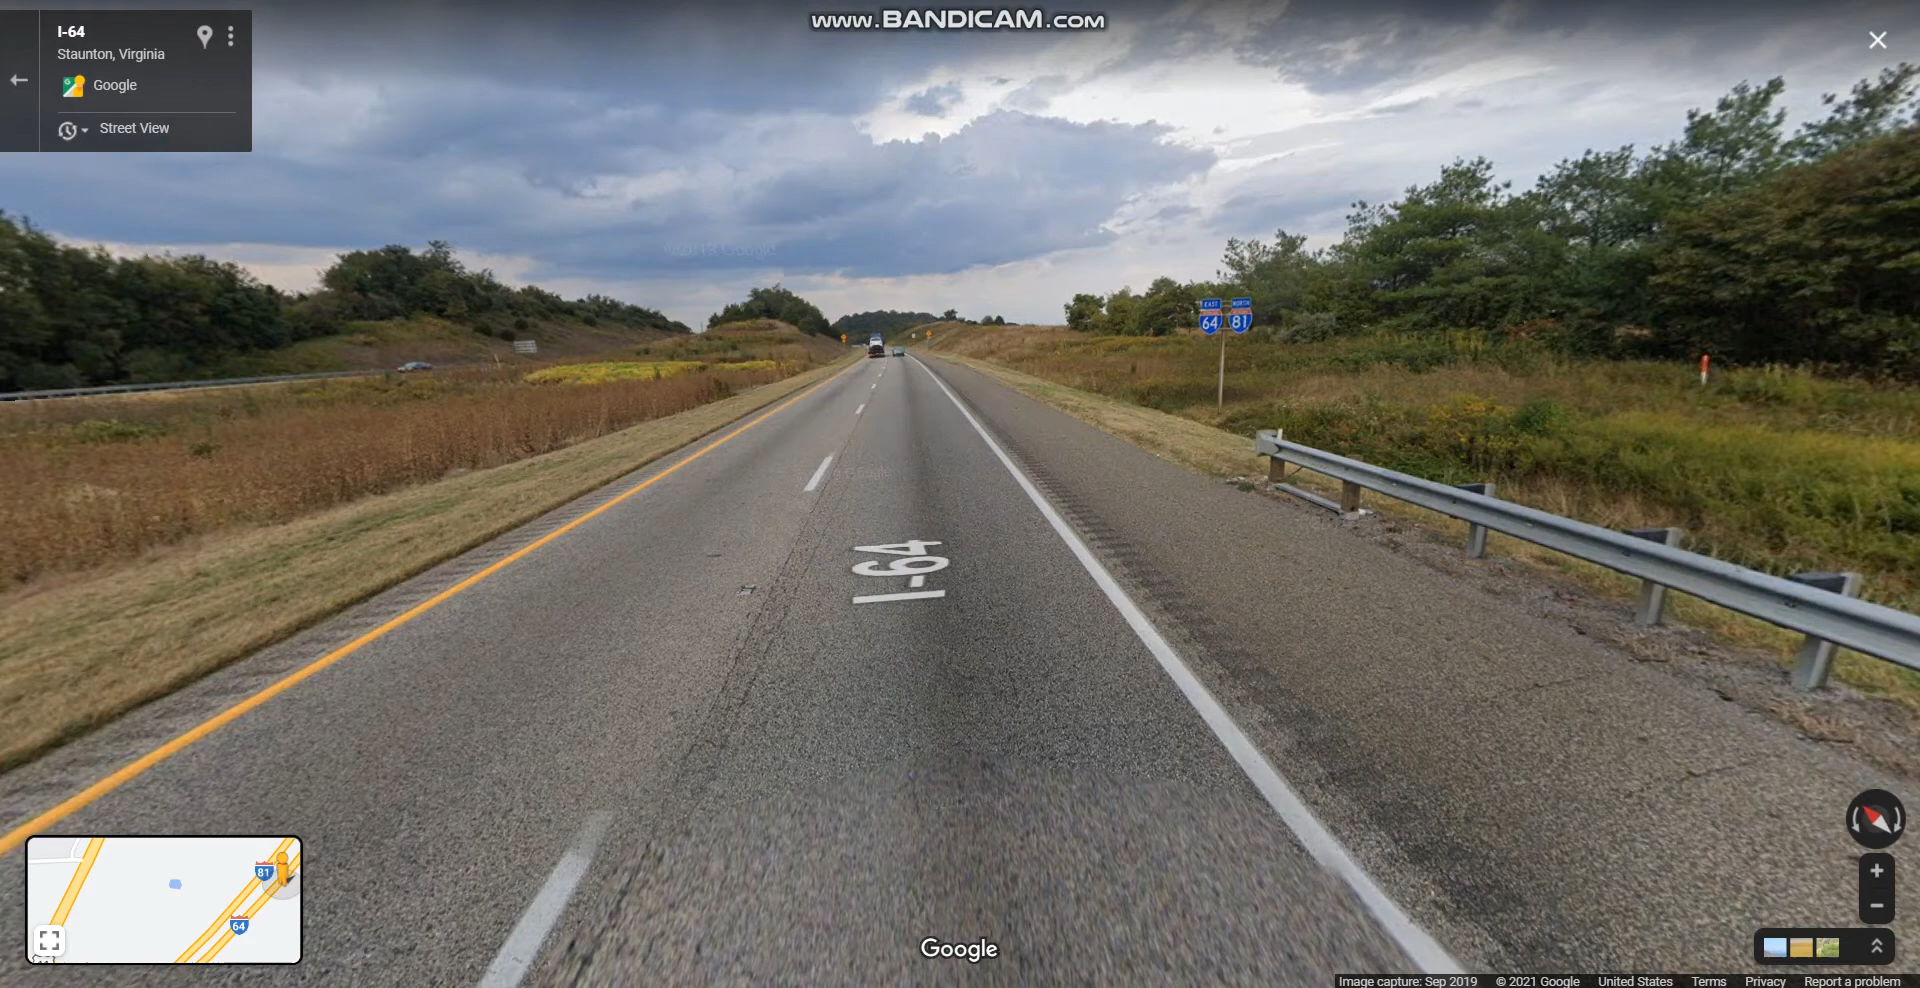 www.BANDICAM.com
I-64
Staunton, Virginia
Google
Street View
EAST
64
NORTH
81
I-64
81
64
Google
Image capture: Sep 2019
© 2021 Google
United States
Terms
Privacy
Report a problem